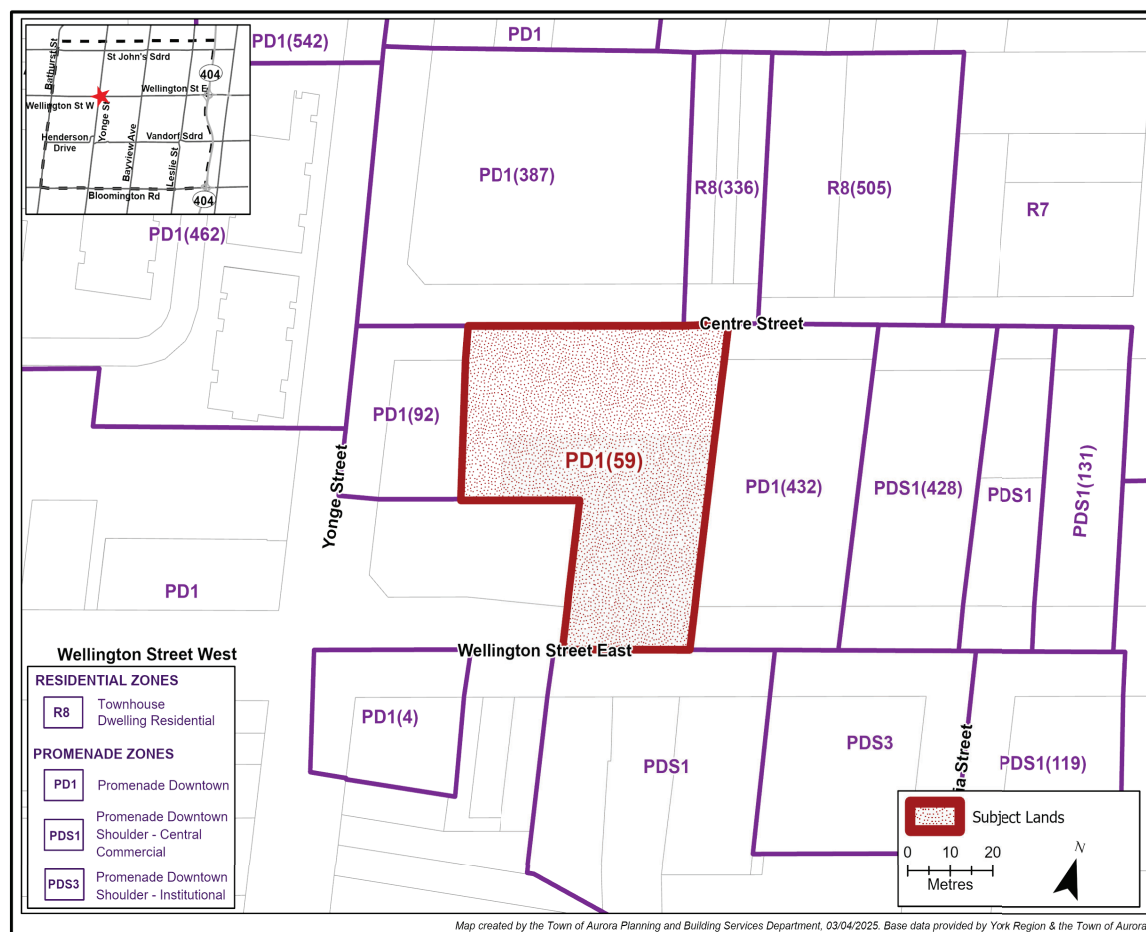 PD1(542)
PD1
Bathurst St
St John's Sdrd
404
Wellington St E
Wellington St W
Yonge St
Henderson
Drive
Vandorf Sdrd
Bayview Ave
Leslie St
Bloomington Rd
404
PD1(462)
PD1(387)
R8(336)
R8(505)
R7
Centre Street
PD1(92)
PD1(59)
PD1(432)
PDS1(428)
PDS1
PDS1(131)
Yonge Street
PD1
Wellington Street West
Wellington Street East
PD1(4)
PDS1
PDS3
ia Street
PDS1(119)
RESIDENTIAL ZONES
R8 Townhouse
Dwelling Residential
PROMENADE ZONES
PD1 Promenade Downtown
PDS1 Promenade Downtown
Shoulder - Central
Commercial
PDS3 Promenade Downtown
Shoulder - Institutional
Subject Lands
0 10 20
Metres
N
Map created by the Town of Aurora Planning and Building Services Department, 03/04/2025. Base data provided by York Region & the Town of Auror